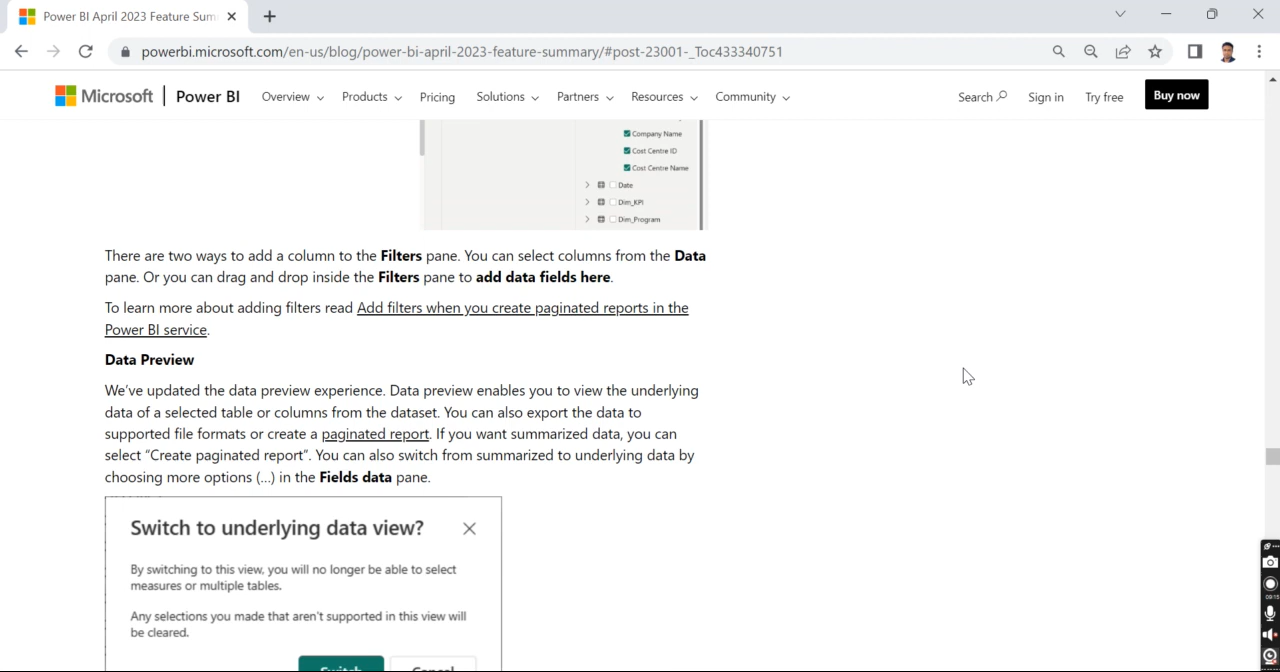 Power BI April 2023 Feature Sum
powerbi.microsoft.com/en-us/blog/power-bi-april-2023-feature-summary/#post-23001-_Toc433340751
Microsoft Power BI Overview Products Pricing Solutions Partners Resources Community Search Sign in Try free Buy now
Company Name
Cost Centre ID
Cost Centre Name
Date
Dim_KPI
Dim_Program
There are two ways to add a column to the Filters pane. You can select columns from the Data
pane. Or you can drag and drop inside the Filters pane to add data fields here.
To learn more about adding filters read Add filters when you create paginated reports in the
Power BI service.
Data Preview
We've updated the data preview experience. Data preview enables you to view the underlying
data of a selected table or columns from the dataset. You can also export the data to
supported file formats or create a paginated report. If you want summarized data, you can
select “Create paginated report”. You can also switch from summarized to underlying data by
choosing more options (...) in the Fields data pane.
Switch to underlying data view?
By switching to this view, you will no longer be able to select
measures or multiple tables.
Any selections you made that aren't supported in this view will
be cleared.
Switch Cancel
09:15